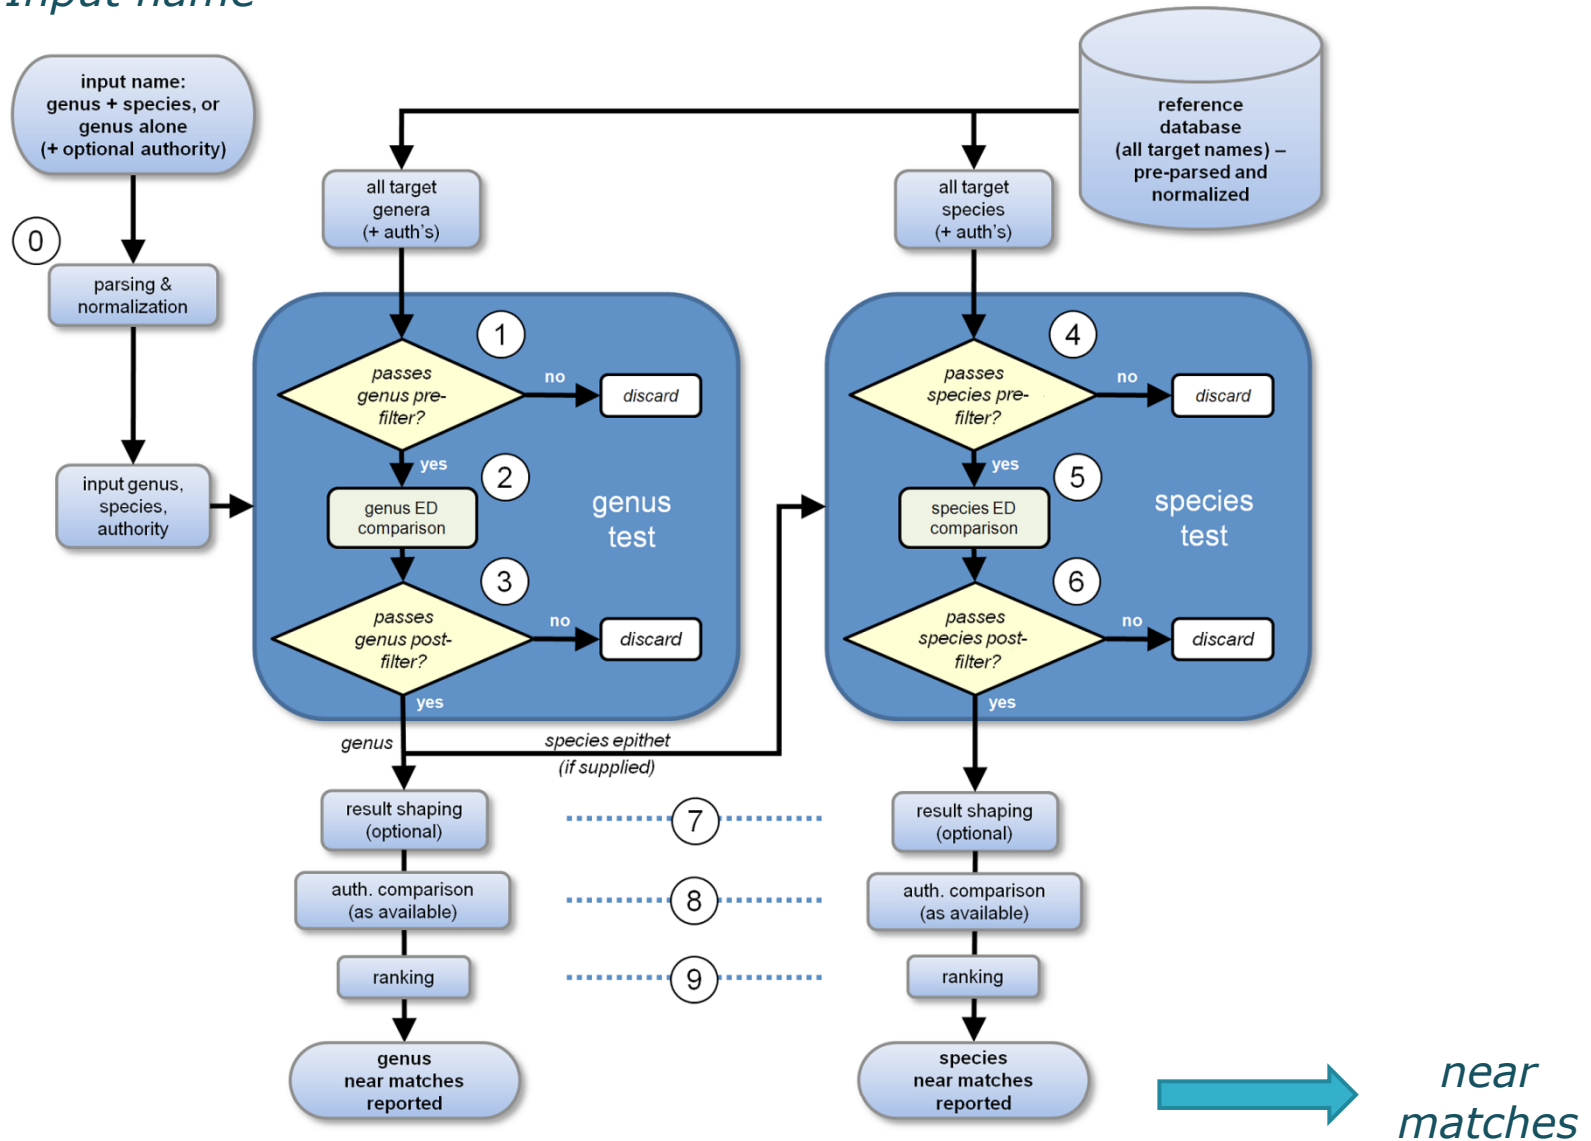 Input name
input name:
genus + species, or
genus alone
(+ optional authority)
reference
database
(all target names) –
pre-parsed and
normalized
all target
genera
(+ auth's)
all target
species
(+ auth's)
0
parsing &
normalization
input genus,
species,
authority
1
passes
genus pre-
filter?
no
discard
yes
2
genus ED
comparison
genus
test
3
passes
genus post-
filter?
no
discard
yes
4
passes
species pre-
filter?
no
discard
yes
5
species ED
comparison
species
test
6
passes
species post-
filter?
no
discard
yes
genus
species epithet
(if supplied)
result shaping
(optional)
7
result shaping
(optional)
auth. comparison
(as available)
8
auth. comparison
(as available)
ranking
9
ranking
genus
near matches
reported
species
near matches
reported
near
matches